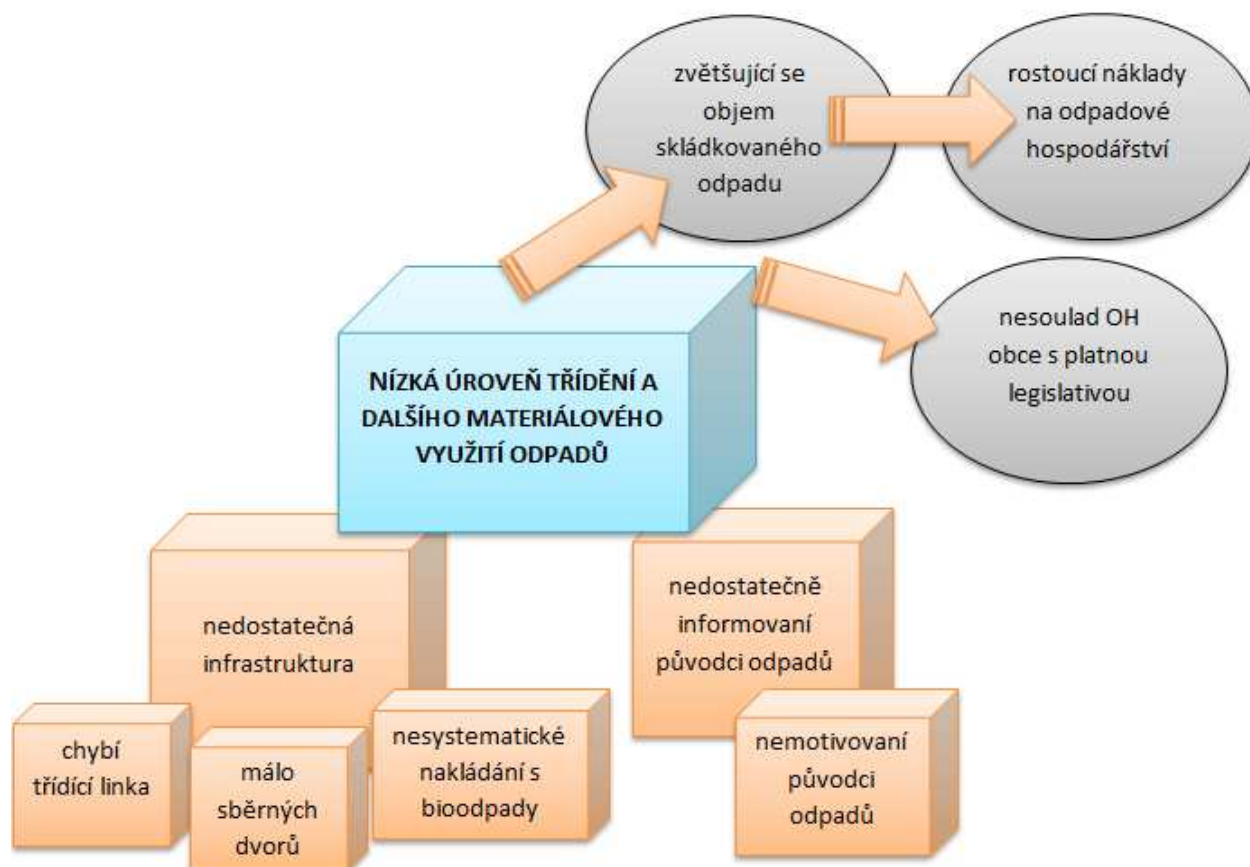 zvětšující se
objem
skládkovaného
odpadu
rostoucí náklady
na odpadové
hospodářství
nesoulad OH
obce s platnou
legislativou
NÍZKÁ ÚROVEŇ TŘÍDĚNÍ A
DALŠÍHO MATERIÁLOVÉHO
VYUŽITÍ ODPADŮ
nedostatečná
infrastruktura
nedostatečně
informovaní
původci odpadů
chybí
třídící linka
málo
sběrných
dvorů
nesystematické
nakládání s
bioodpady
nemotivovaní
původci
odpadů